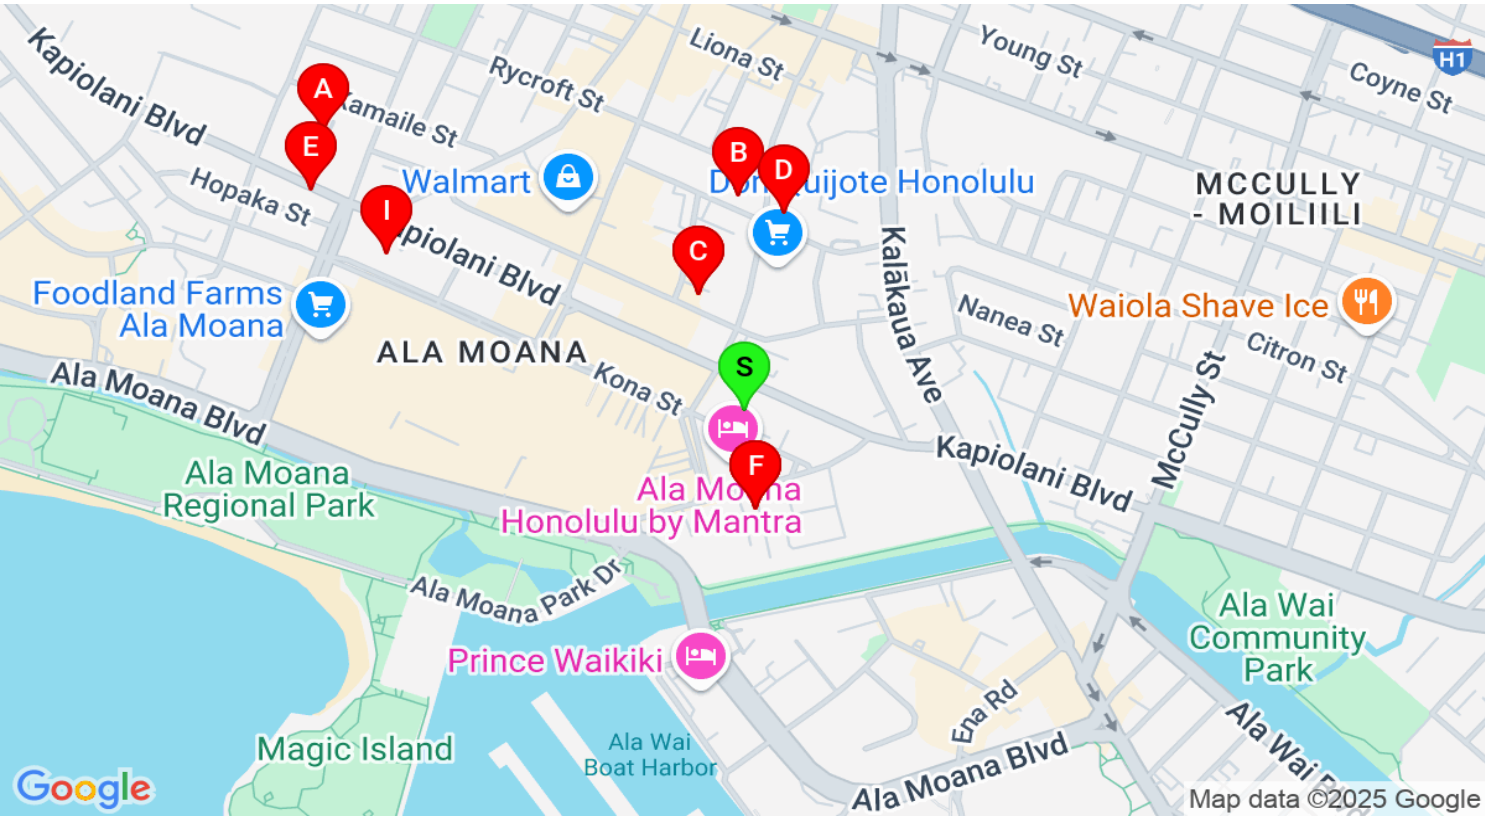 Kapiolani Blvd
A
Kamaile St
E
Hopaka St
I
Kapiolani Blvd
Rycroft St
Liona St
Walmart
B
D
Don Quijote Honolulu
C
Young St
H1
Coyne St
MCCULLY
- MOILIILI
Kalākaua Ave
Nanea St
Waiola Shave Ice
Citron St
McCully St
Foodland Farms
Ala Moana
ALA MOANA
Ala Moana Blvd
Kona St
S
F
Ala Moana
Honolulu by Mantra
Kapiolani Blvd
Ala Moana
Regional Park
Ala Moana Park Dr
Prince Waikiki
Magic Island
Ala Wai
Boat Harbor
Ena Rd
Ala Moana Blvd
Ala Wai
Community
Park
Ala Wai Blvd
Google
Map data ©2025 Google